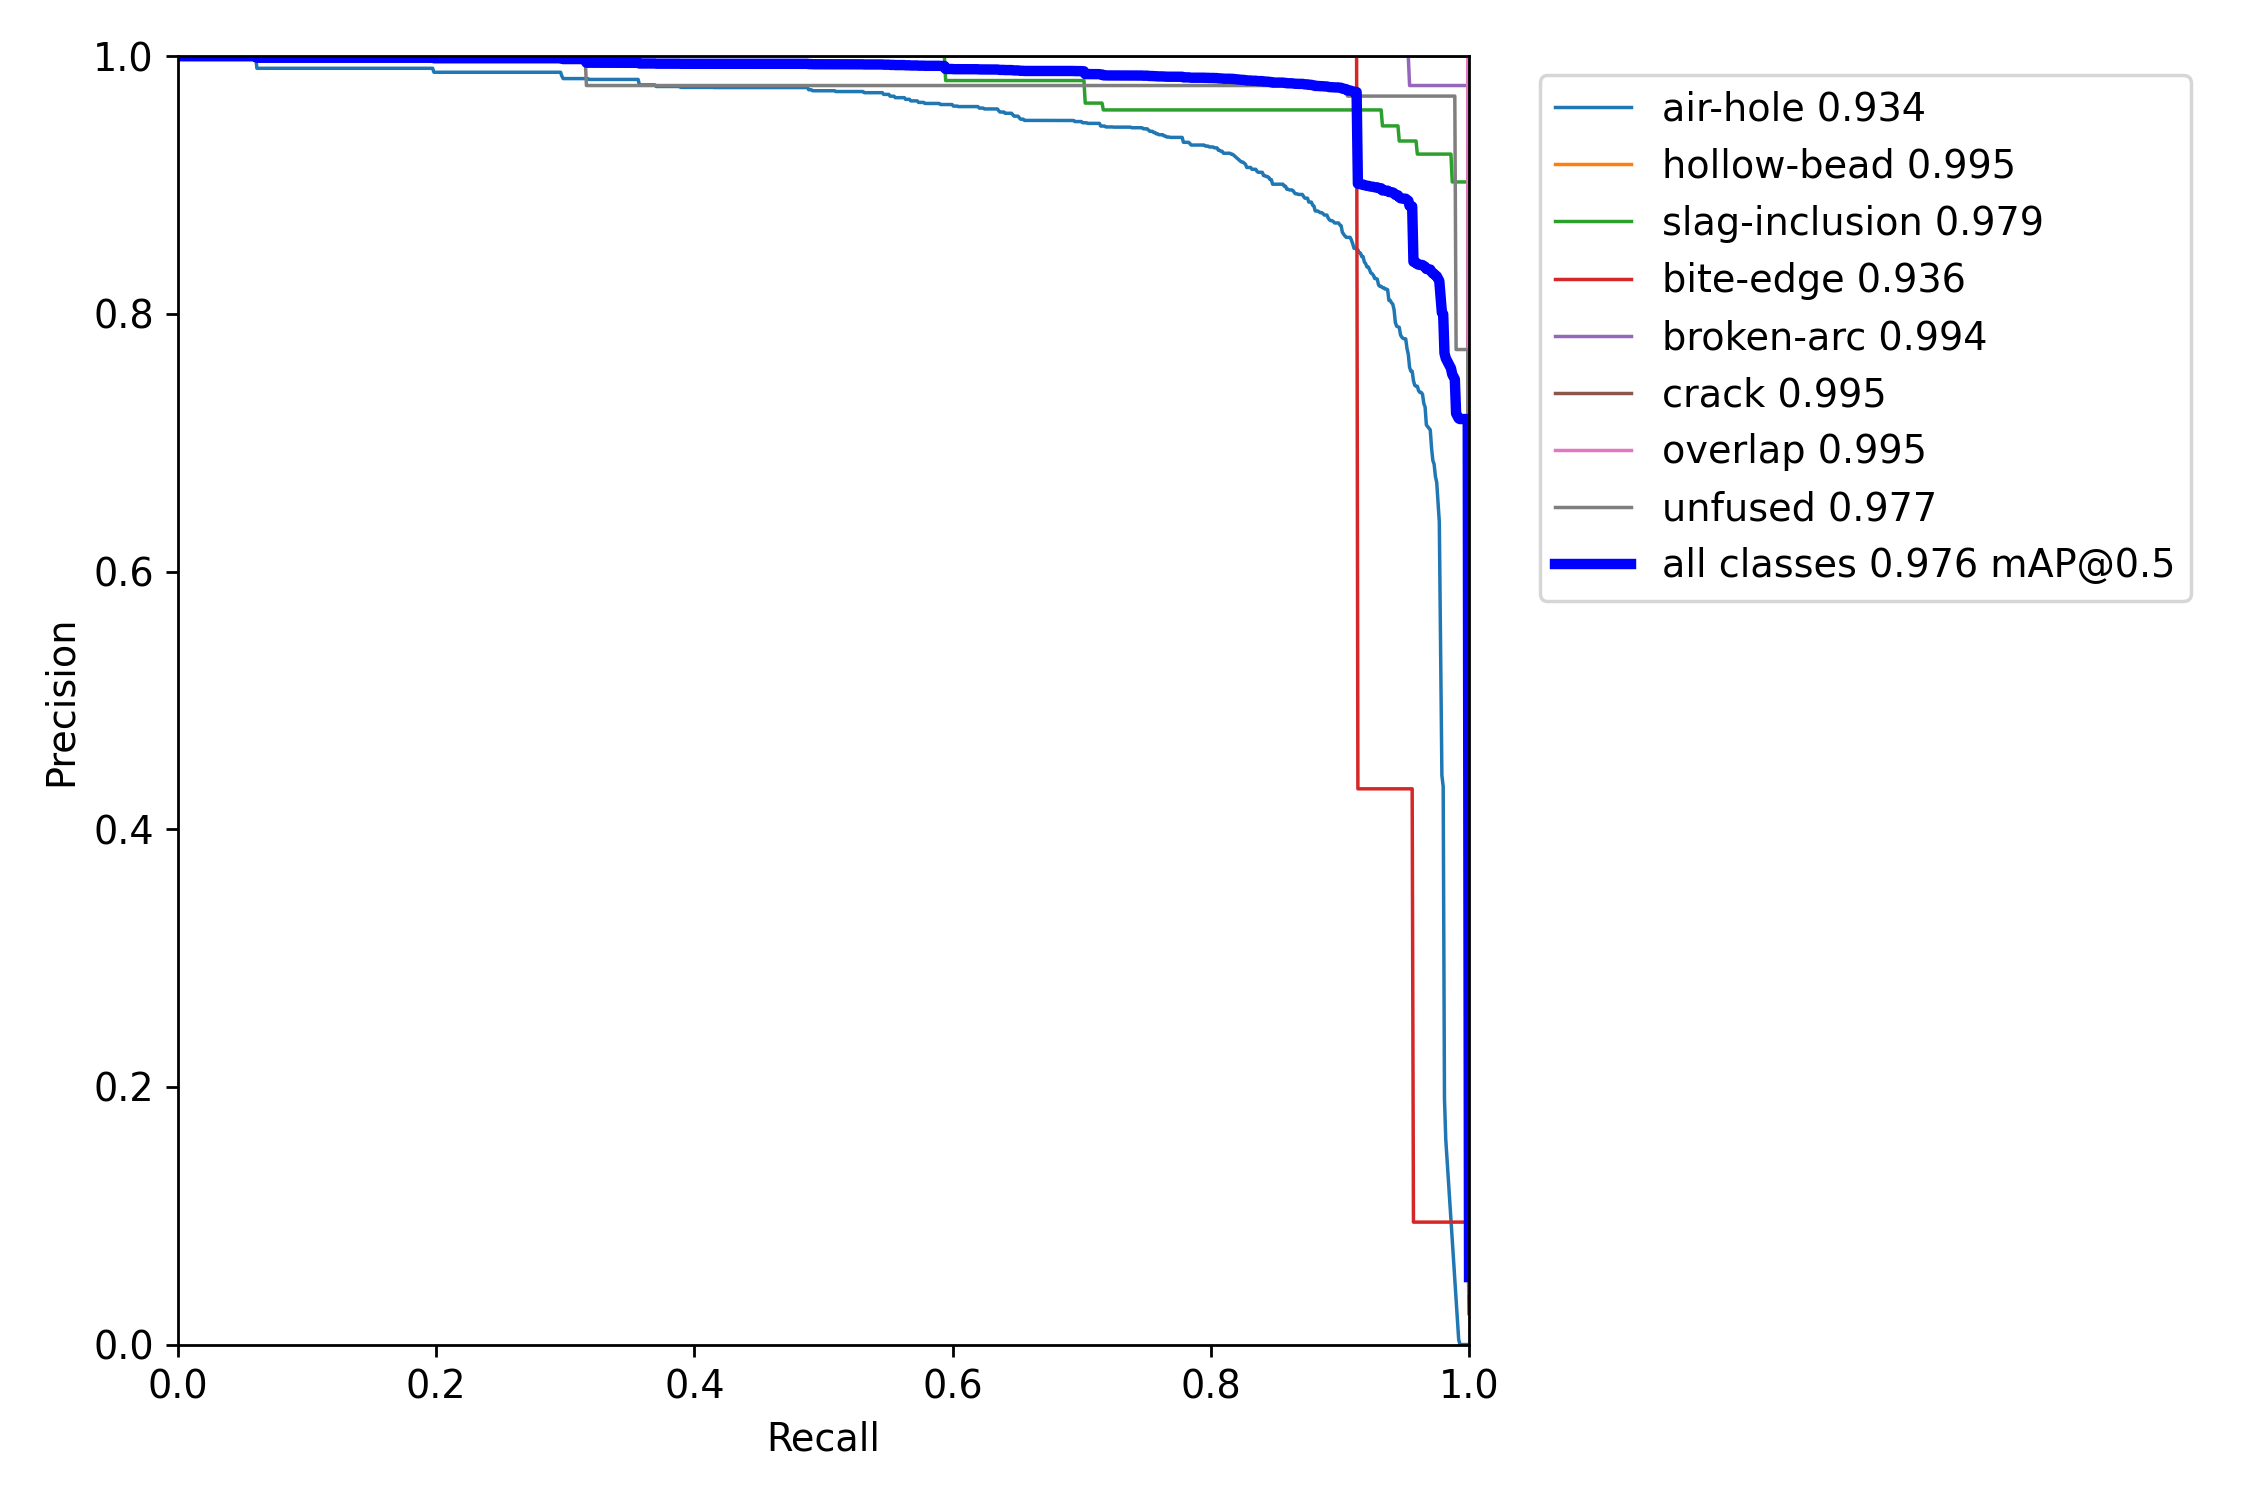 1.0
0.8
0.6
0.4
0.2
0.0
Precision
0.0 0.2 0.4 0.6 0.8 1.0
Recall
air-hole 0.934
hollow-bead 0.995
slag-inclusion 0.979
bite-edge 0.936
broken-arc 0.994
crack 0.995
overlap 0.995
unfused 0.977
all classes 0.976 mAP@0.5